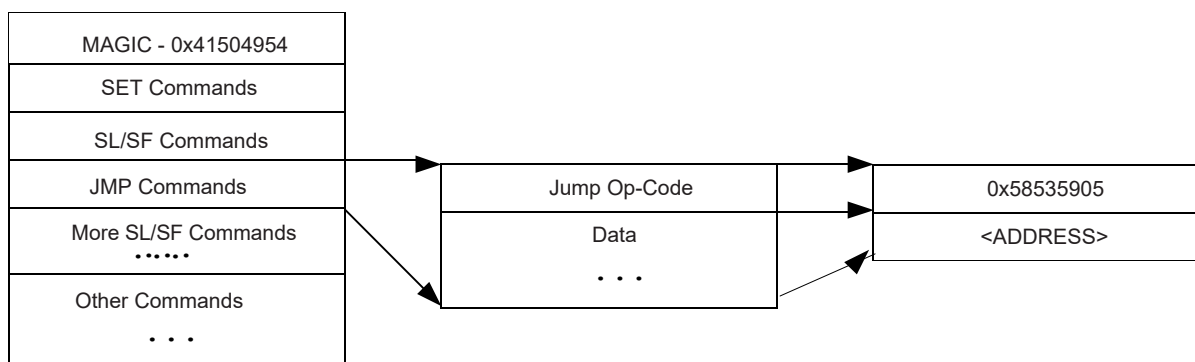 MAGIC - 0x41504954
SET Commands
SL/SF Commands
JMP Commands
More SL/SF Commands
......
Other Commands
. . .
Jump Op-Code
Data
. . .
0x58535905
<ADDRESS>